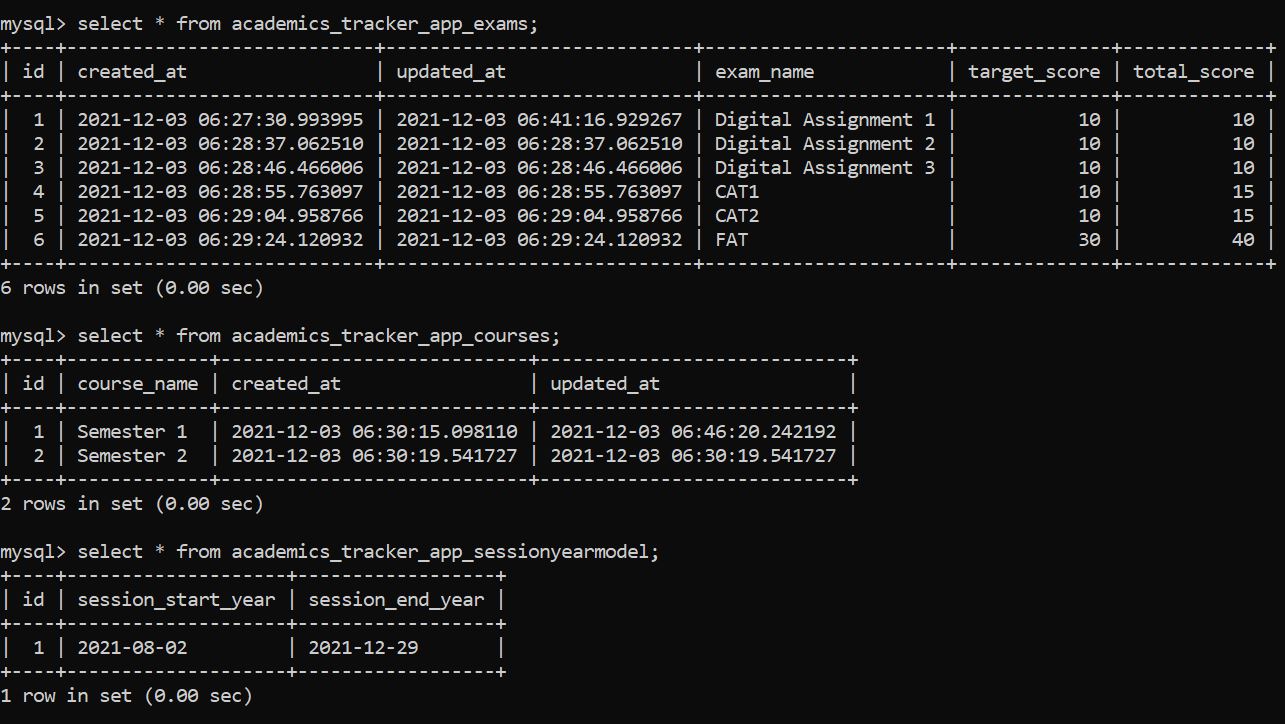 mysql> select * from academics_tracker_app_exams;
+----+----------------------------+----------------------------+----------------------+--------------+-------------+
| id | created_at                 | updated_at                 | exam_name            | target_score | total_score |
+----+----------------------------+----------------------------+----------------------+--------------+-------------+
|  1 | 2021-12-03 06:27:30.993995 | 2021-12-03 06:41:16.929267 | Digital Assignment 1 |           10 |          10 |
|  2 | 2021-12-03 06:28:37.062510 | 2021-12-03 06:28:37.062510 | Digital Assignment 2 |           10 |          10 |
|  3 | 2021-12-03 06:28:46.466006 | 2021-12-03 06:28:46.466006 | Digital Assignment 3 |           10 |          10 |
|  4 | 2021-12-03 06:28:55.763097 | 2021-12-03 06:28:55.763097 | CAT1                 |           10 |          15 |
|  5 | 2021-12-03 06:29:04.958766 | 2021-12-03 06:29:04.958766 | CAT2                 |           10 |          15 |
|  6 | 2021-12-03 06:29:24.120932 | 2021-12-03 06:29:24.120932 | FAT                  |           30 |          40 |
+----+----------------------------+----------------------------+----------------------+--------------+-------------+
6 rows in set (0.00 sec)

mysql> select * from academics_tracker_app_courses;
+----+-------------+----------------------------+----------------------------+
| id | course_name | created_at                 | updated_at                 |
+----+-------------+----------------------------+----------------------------+
|  1 | Semester 1  | 2021-12-03 06:30:15.098110 | 2021-12-03 06:46:20.242192 |
|  2 | Semester 2  | 2021-12-03 06:30:19.541727 | 2021-12-03 06:30:19.541727 |
+----+-------------+----------------------------+----------------------------+
2 rows in set (0.00 sec)

mysql> select * from academics_tracker_app_sessionyearmodel;
+----+--------------------+------------------+
| id | session_start_year | session_end_year |
+----+--------------------+------------------+
|  1 | 2021-08-02         | 2021-12-29       |
+----+--------------------+------------------+
1 row in set (0.00 sec)